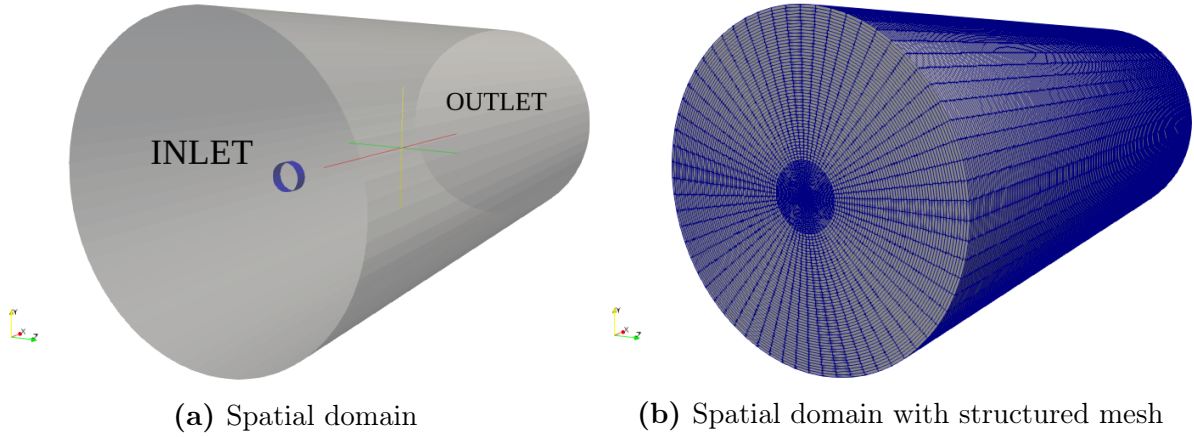 OUTLET
INLET
Y
X
Z
Y
X
Z
(a) Spatial domain
(b) Spatial domain with structured mesh